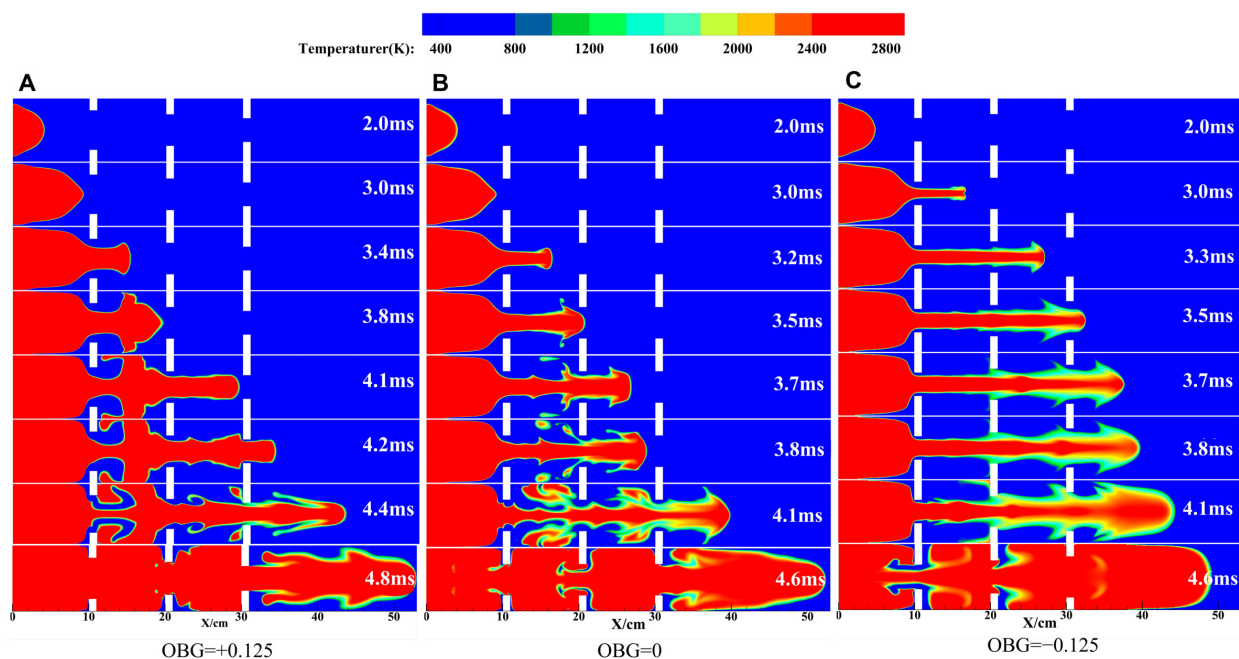 Temperaturer(K): 400 800 1200 1600 2000 2400 2800
A B C
2.0ms 2.0ms 2.0ms
3.0ms 3.0ms 3.0ms
3.4ms 3.2ms 3.3ms
3.8ms 3.5ms 3.5ms
4.1ms 3.7ms 3.7ms
4.2ms 3.8ms 3.8ms
4.4ms 4.1ms 4.1ms
4.8ms 4.6ms 4.6ms
0 10 20 30 40 50 0 10 20 30 40 50 0 10 20 30 40 50
X/cm X/cm X/cm
OBG=+0.125 OBG=0 OBG=−0.125